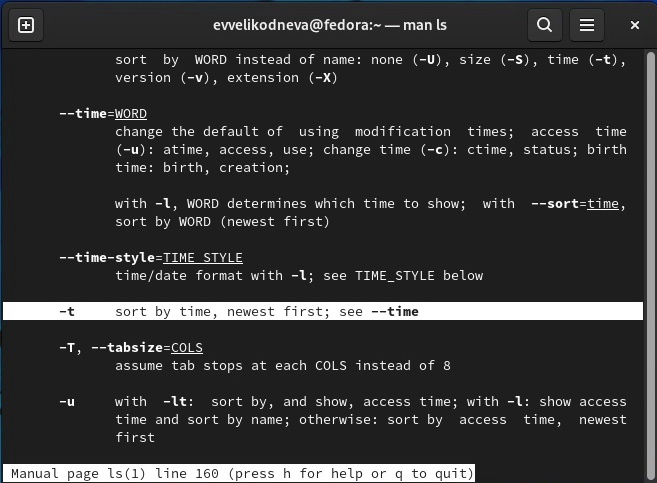 evvelikodneva@fedora:~ — man ls
sort  by  WORD instead of name: none (-U), size (-S), time (-t),
version (-v), extension (-X)
--time=WORD
change the default of  using  modification  times;  access  time
(-u): atime, access, use; change time (-c): ctime, status; birth
time: birth, creation;
with -l, WORD determines which time to show;  with  --sort=time,
sort by WORD (newest first)
--time-style=TIME_STYLE
time/date format with -l; see TIME_STYLE below
-t     sort by time, newest first; see --time
-T, --tabsize=COLS
assume tab stops at each COLS instead of 8
-u     with  -lt:  sort by, and show, access time; with -l: show access
time and sort by name; otherwise: sort by  access  time,  newest
first
Manual page ls(1) line 160 (press h for help or q to quit)